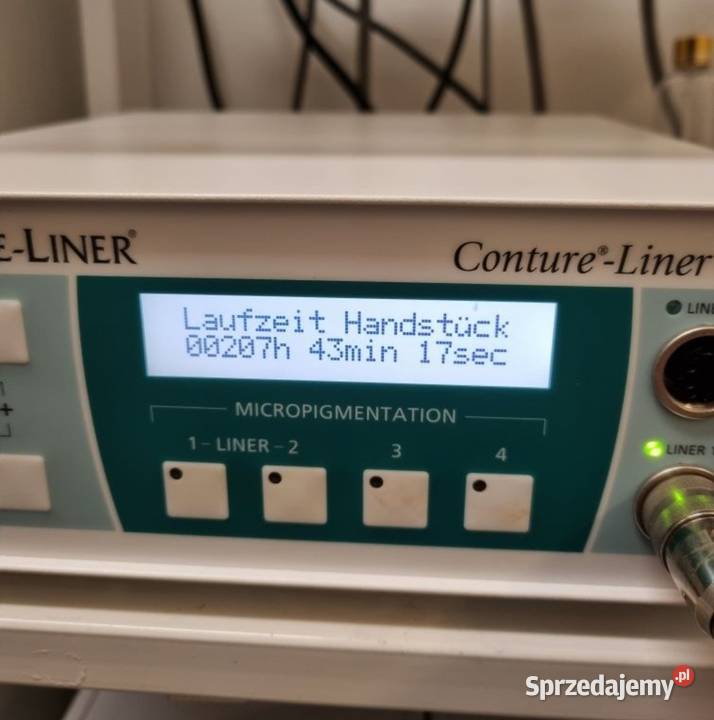 E-LINER®
Conture®-Liner
Laufzeit Handstück
00207h 43min 17sec
MICROPIGMENTATION
1 - LINER - 2
3
4
+
LINER 1
Sprzedajemy.pl